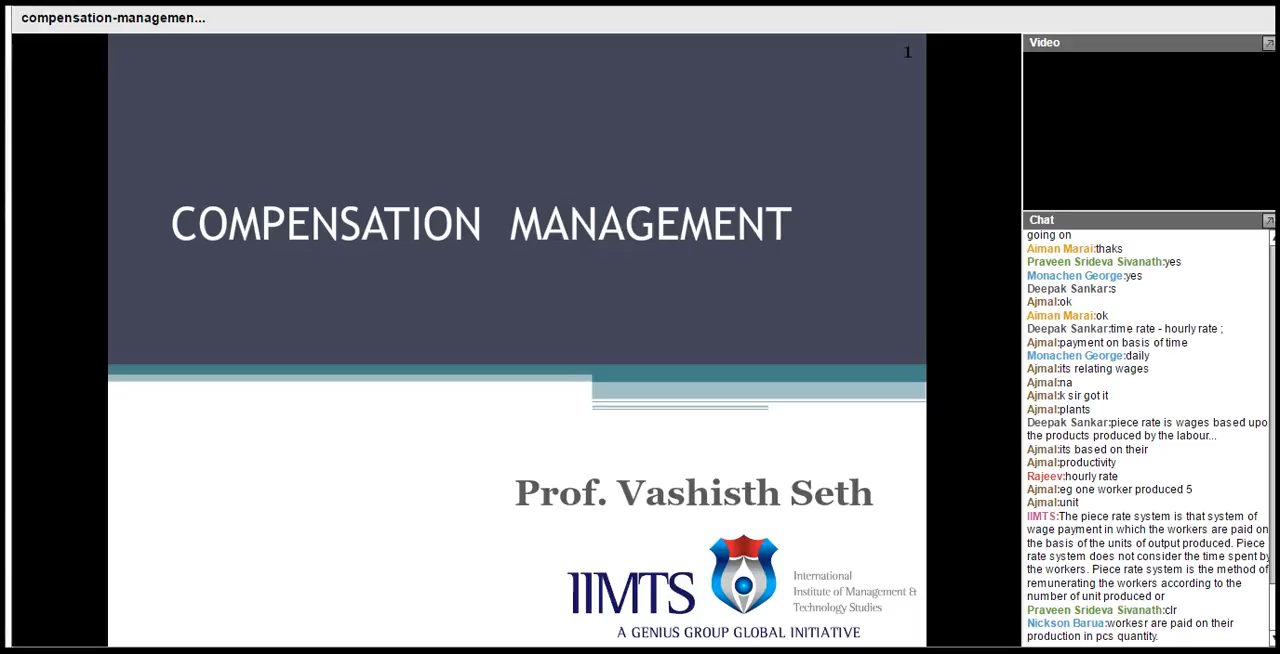 compensation-managemen...
1
COMPENSATION MANAGEMENT
Prof. Vashisth Seth
IIMTS
International
Institute of Management &
Technology Studies
A GENIUS GROUP GLOBAL INITIATIVE
Video
Chat
going on
Aiman Marai:thaks
Praveen Srideva Sivanath:yes
Monachen George:yes
Deepak Sankar:s
Ajmal:ok
Aiman Marai:ok
Deepak Sankar:time rate - hourly rate ;
Ajmal:payment on basis of time
Monachen George:daily
Ajmal:its relating wages
Ajmal:na
Ajmal:k sir got it
Ajmal:plants
Deepak Sankar:piece rate is wages based upo
the products produced by the labour...
Ajmal:its based on their
Ajmal:productivity
Rajeev:hourly rate
Ajmal:eg one worker produced 5
Ajmal:unit
IIMTS:The piece rate system is that system of
wage payment in which the workers are paid on
the basis of the units of output produced. Piece
rate system does not consider the time spent by
the workers. Piece rate system is the method of
remunerating the workers according to the
number of unit produced or
Praveen Srideva Sivanath:clr
Nickson Barua:workesr are paid on their
production in pcs quantity.